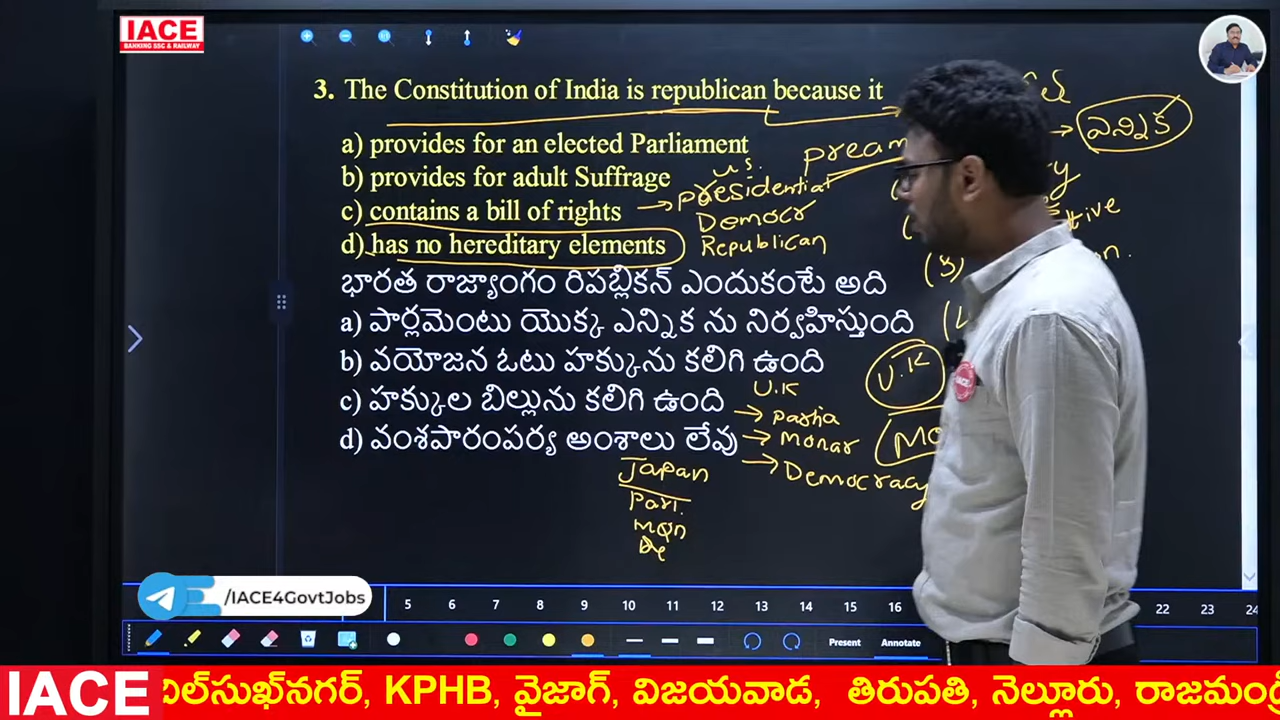 IACE
BANKING SSC & RAILWAY
3. The Constitution of India is republican because it
a) provides for an elected Parliament
b) provides for adult Suffrage
c) contains a bill of rights
d) has no hereditary elements
preám
ఎన్నిక
U.S.
presidential
Democr
Republican
భారత రాజ్యాంగం రిపబ్లికన్ ఎందుకంటే అది
a) పార్లమెంటు యొక్క ఎన్నిక ను నిర్వహిస్తుంది
b) వయోజన ఓటు హక్కును కలిగి ఉంది
c) హక్కుల బిల్లును కలిగి ఉంది
d) వంశపారంపర్య అంశాలు లేవు
U.K
U.K
monar
Democracy
Japan
Parl.
mon
De
/IACE4GovtJobs
5 6 7 8 9 10 11 12 13 14 15 16 22 23 24
Present Annotate
IACE
IACE
దిల్‌సుఖ్‌నగర్, KPHB, వైజాగ్, విజయవాడ, తిరుపతి, నెల్లూరు, రాజమండ్రి